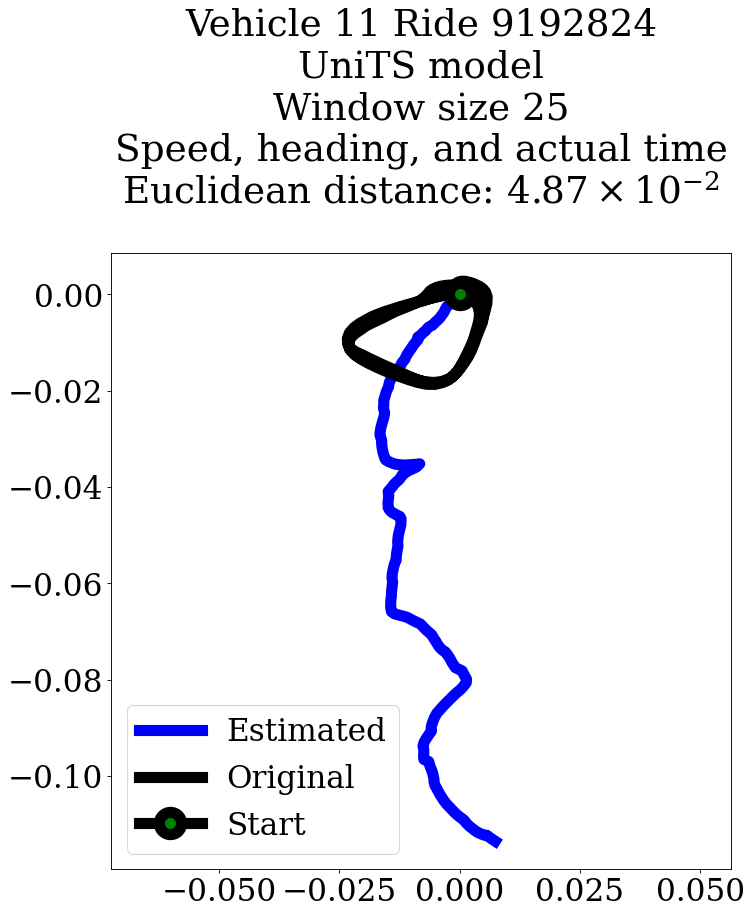 Vehicle 11 Ride 9192824
UniTS model
Window size 25
Speed, heading, and actual time
Euclidean distance: 4.87 × 10⁻²
0.00
−0.02
−0.04
−0.06
−0.08
−0.10
Estimated
Original
Start
−0.050 −0.025 0.000 0.025 0.050